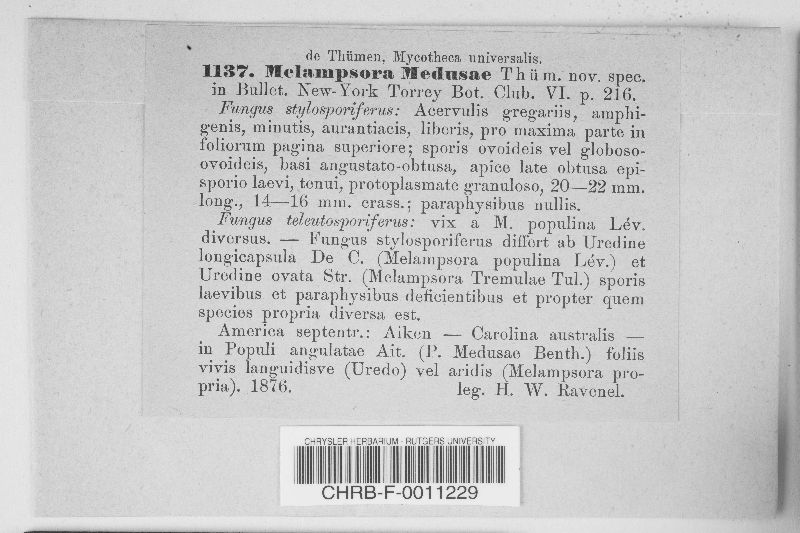 de Thümen, Mycotheca universalis.
1137. Melampsora Medusae Thüm. nov. spec.
in Bullet. New-York Torrey Bot. Club. VI. p. 216.
Fungus stylosporiferus: Acervulis gregariis, amphi-
genis, minutis, aurantiacis, liberis, pro maxima parte in
foliorum pagina superiore; sporis ovoideis vel globoso-
ovoideis, basi angustato-obtusa, apice late obtusa epi-
sporio laevi, tenui, protoplasmate granuloso, 20—22 mm.
long., 14—16 mm. crass.; paraphysibus nullis.
Fungus teleutosporiferus: vix a M. populina Lév.
diversus. — Fungus stylosporiferus differt ab Uredine
longicapsula De C. (Melampsora populina Lév.) et
Uredine ovata Str. (Melampsora Tremulae Tul.) sporis
laevibus et paraphysibus deficientibus et propter quem
species propria diversa est.
America septentr.: Aiken — Carolina australis —
in Populi angulatae Ait. (P. Medusae Benth.) foliis
vivis languidisve (Uredo) vel aridis (Melampsora pro-
pria). 1876. leg. H. W. Ravenel.
CHRYSLER HERBARIUM - RUTGERS UNIVERSITY
CHRB-F-0011229